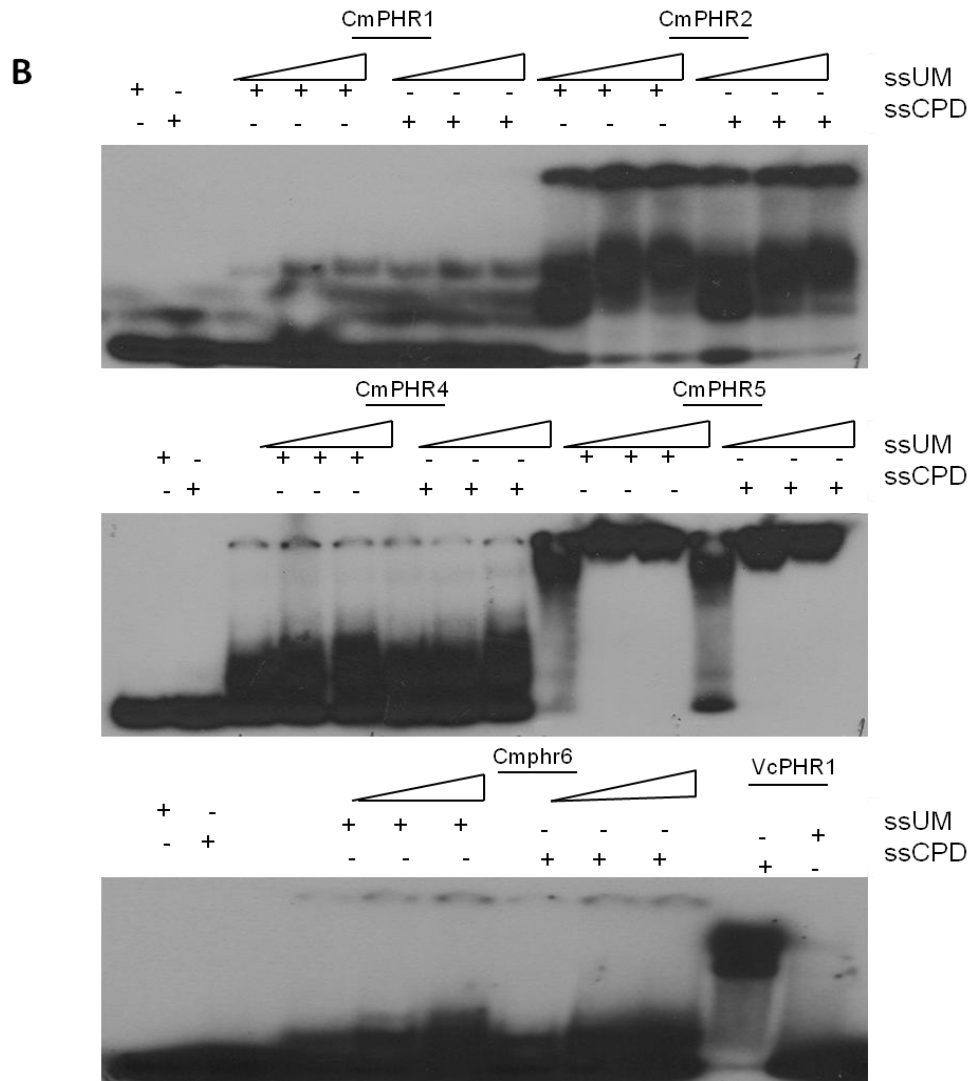 B
CmPHR1 CmPHR2
+ - + + + - - - + + + - - - ssUM
- + - - - + + + - - - + + + ssCPD
CmPHR4 CmPHR5
+ - + + + - - - + + + - - - ssUM
- + - - - + + + - - - + + + ssCPD
Cmphr6 VcPHR1
+ - + + + - - - - + ssUM
- + - - - + + + + - ssCPD